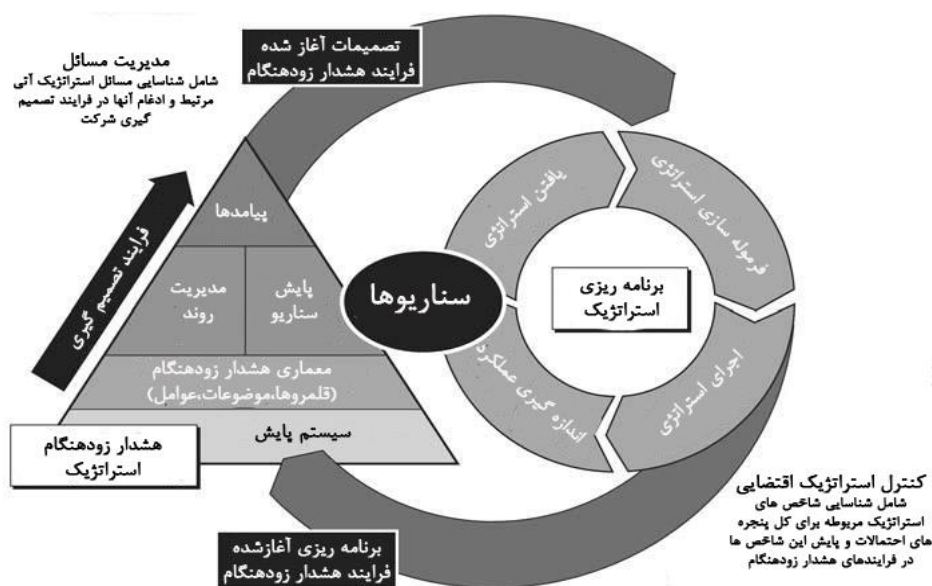 تصمیمات آغاز شده
فرایند هشدار زودهنگام
مدیریت مسائل
شامل شناسایی مسائل استراتژیک آتی
مرتبط و ادغام آنها در فرایند تصمیم
گیری شرکت
فرایند تصمیم گیری
پیامدها
مدیریت
روند
پایش
سناریو
معماری هشدار زودهنگام
(قلمروها،موضوعات،عوامل)
سیستم پایش
هشدار زودهنگام
استراتژیک
سناریوها
یافتن استراتژی
فرموله سازی استراتژی
برنامه ریزی
استراتژیک
اجرای استراتژی
اندازه گیری عملکرد
کنترل استراتژیک اقتضایی
شامل شناسایی شاخص های
استراتژیک مربوطه برای کل پنجره
های احتمالات و پایش این شاخص ها
در فرایندهای هشدار زودهنگام
برنامه ریزی آغازشده
فرایند هشدار زودهنگام